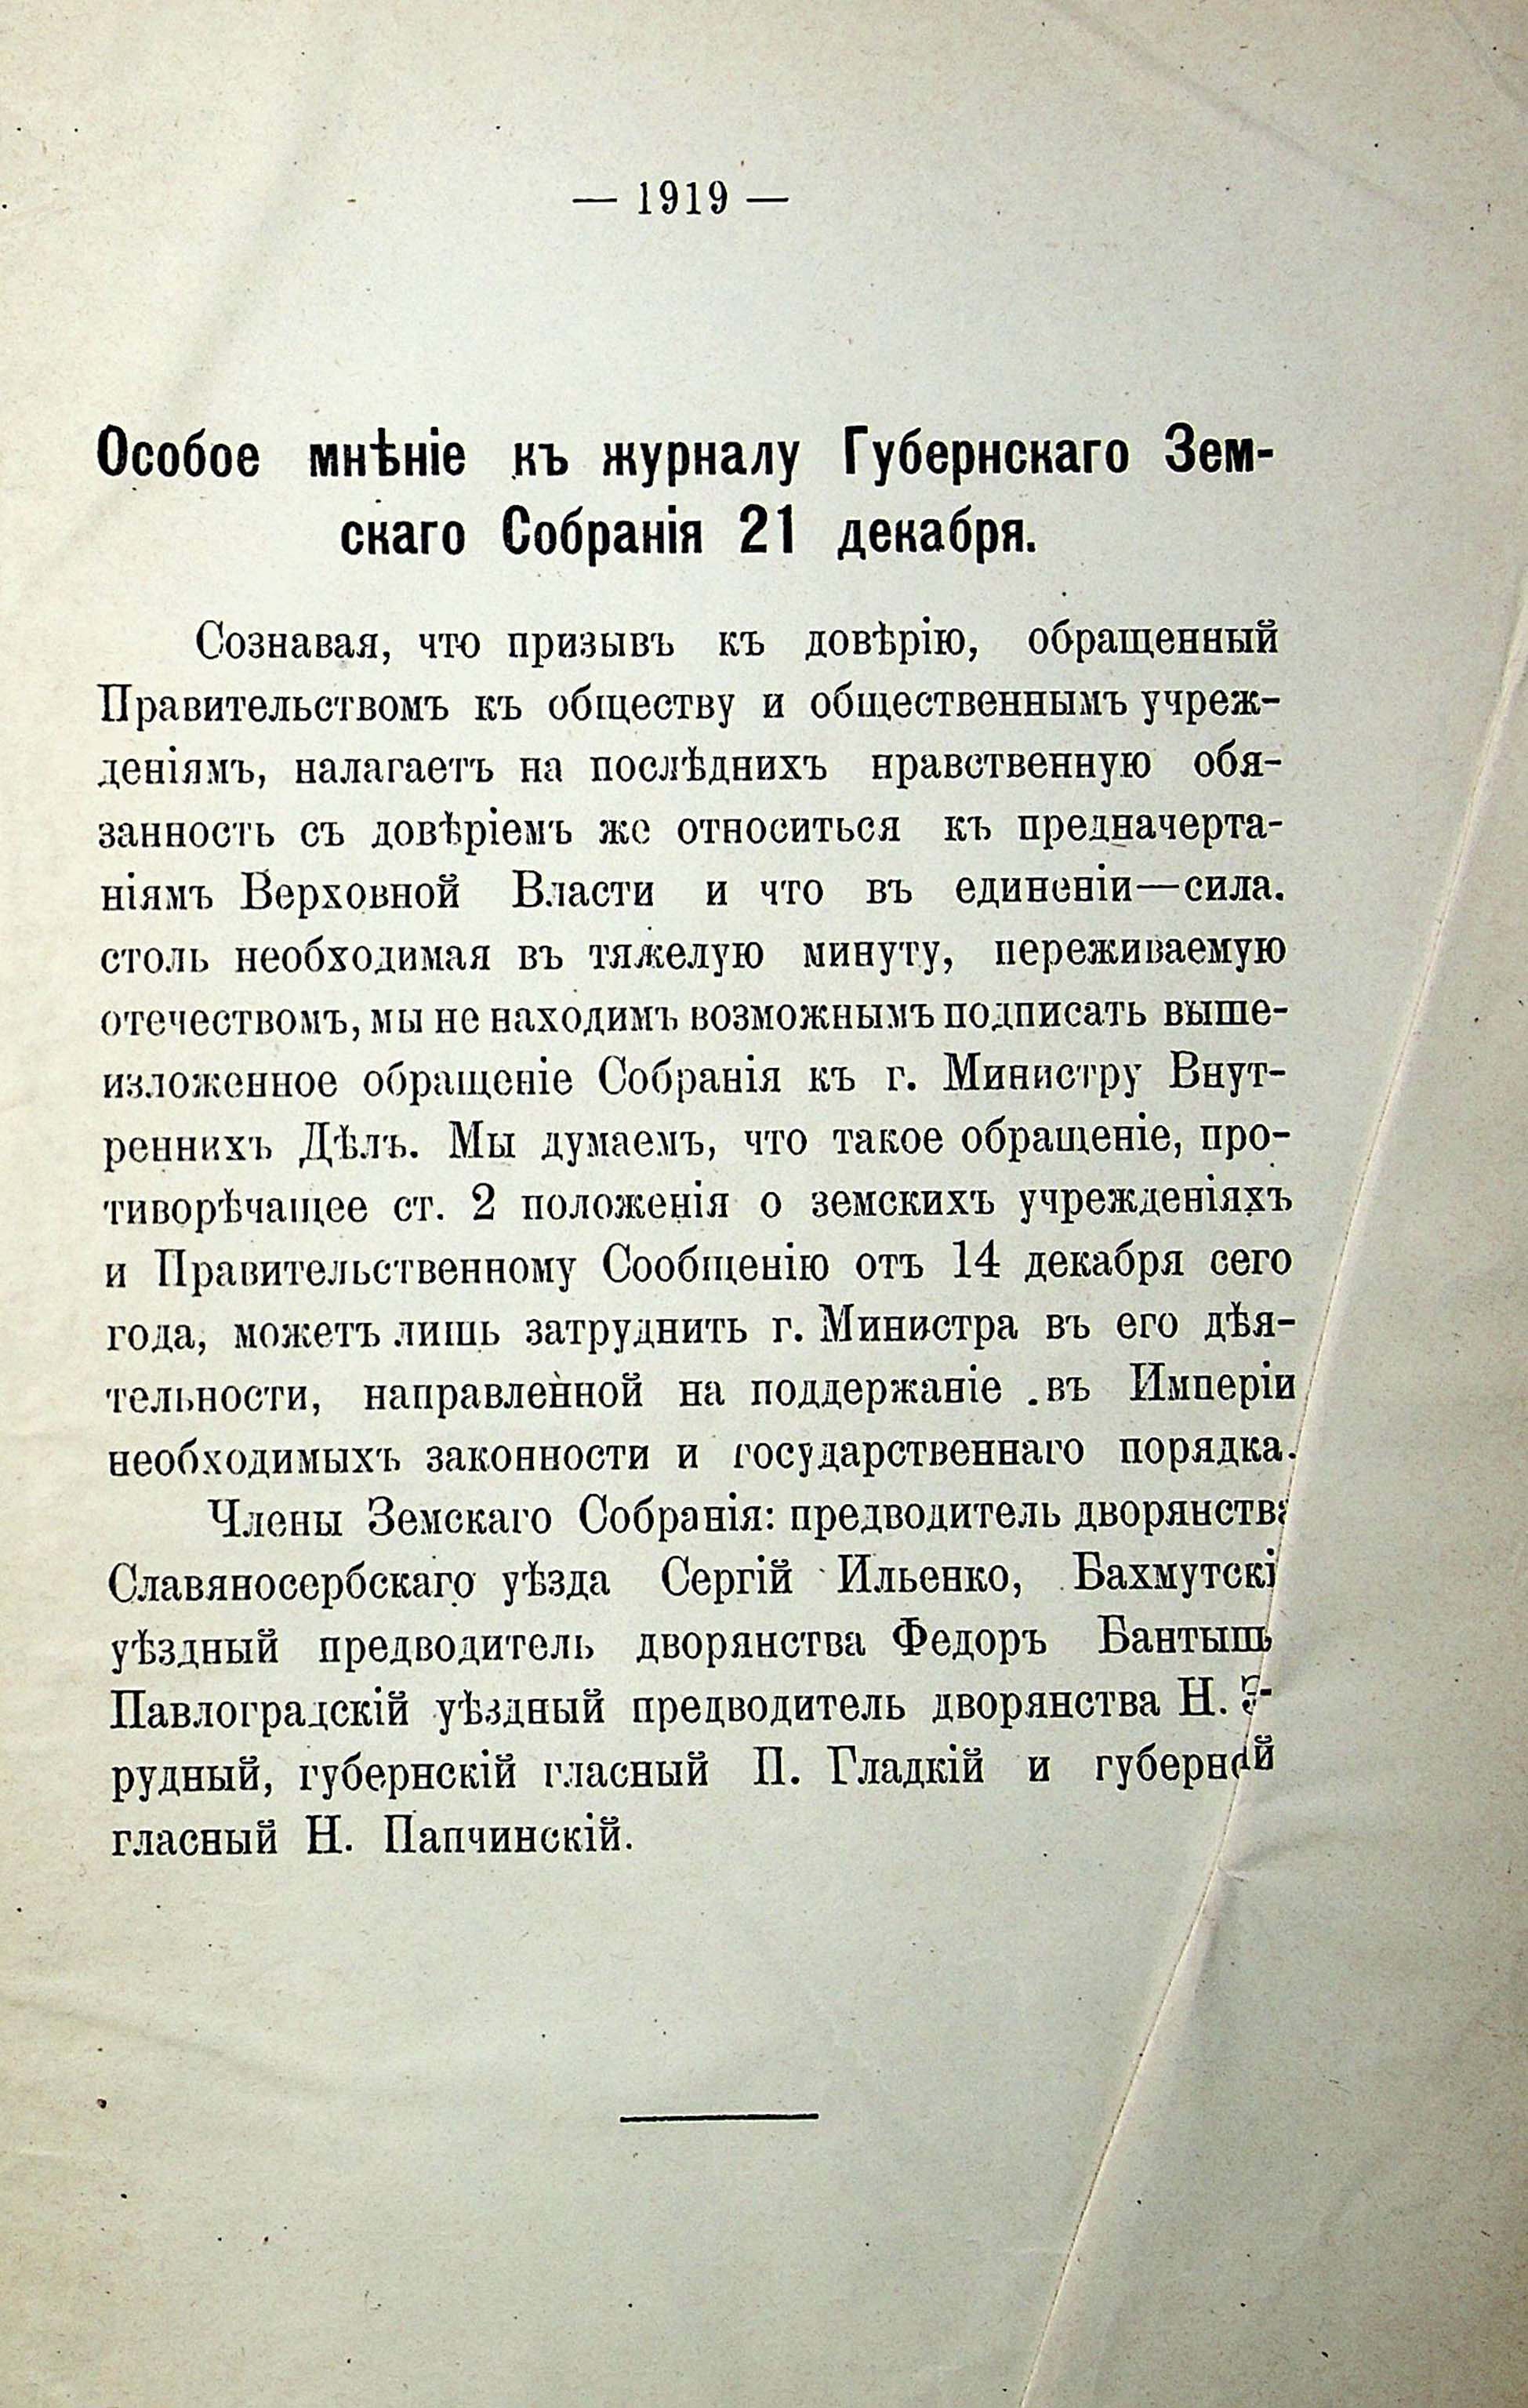 — 1919 —
Особое мнѣніе къ журналу Губернскаго Зем-
скаго Собранія 21 декабря.
Сознавая, что призывъ къ довѣрію, обращенный
Правительствомъ къ обществу и общественнымъ учреж-
деніямъ, налагаетъ на послѣднихъ нравственную обя-
занность съ довѣріемъ же относиться къ предначерта-
ніямъ Верховной Власти и что въ единеніи—сила.
столь необходимая въ тяжелую минуту, переживаемую
отечествомъ, мы не находимъ возможнымъ подписать выше-
изложенное обращеніе Собранія къ г. Министру Внут-
реннихъ Дѣлъ. Мы думаемъ, что такое обращеніе, про-
тиворѣчащее ст. 2 положенія о земскихъ учрежденіяхъ
и Правительственному Сообщенію отъ 14 декабря сего
года, можетъ лишь затруднить г. Министра въ его дѣя-
тельности, направленной на поддержаніе въ Имперіи
необходимыхъ законности и государственнаго порядка.
Члены Земскаго Собранія: предводитель дворянства
Славяносербскаго уѣзда Сергій Ильенко, Бахмутскі
уѣздный предводитель дворянства Федоръ Бантышъ
Павлоградскій уѣздный предводитель дворянства Н.
рудный, губернскій гласный П. Гладкій и
гласный Н. Папчинскій.